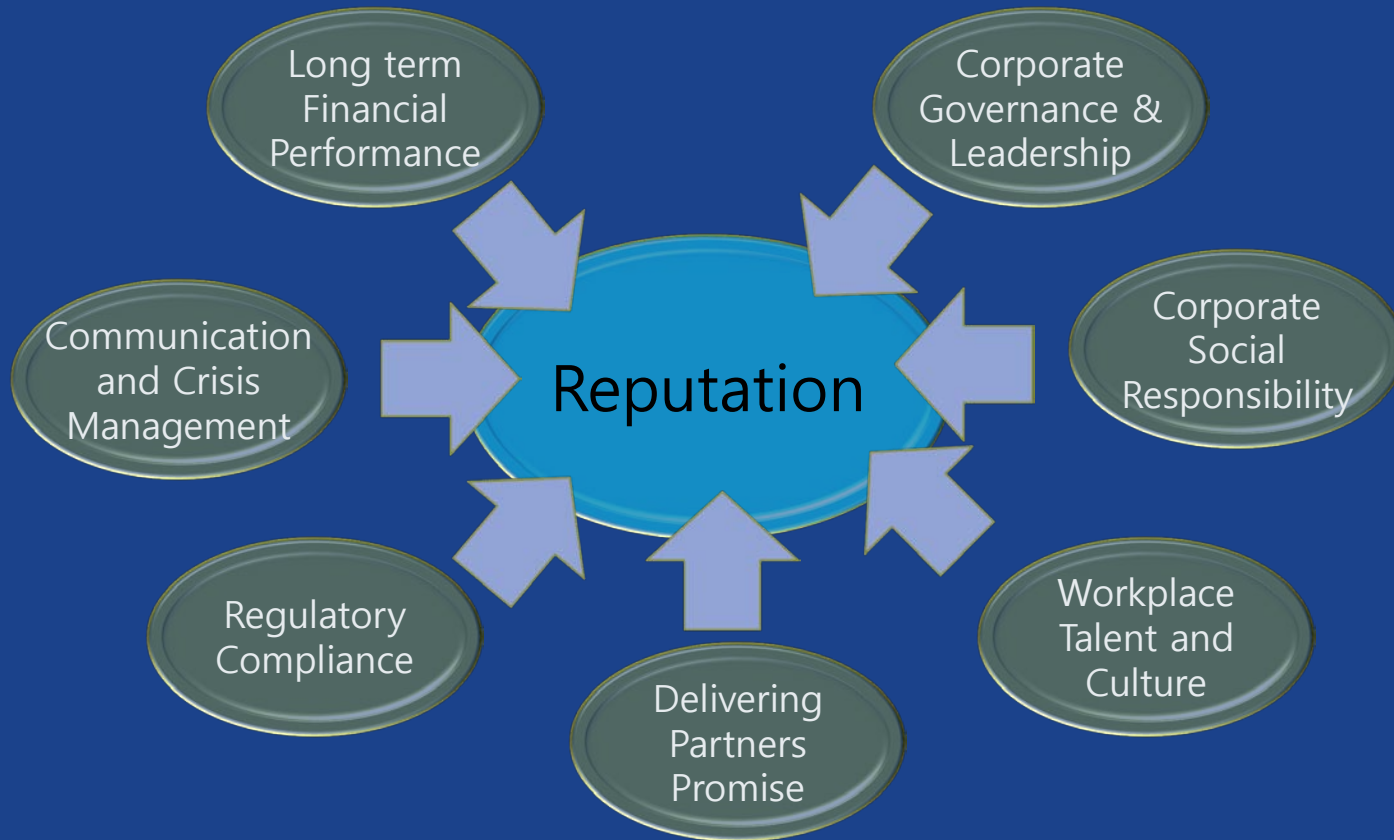 Long term
Financial
Performance
Corporate
Governance &
Leadership
Communication
and Crisis
Management
Reputation
Corporate
Social
Responsibility
Regulatory
Compliance
Delivering
Partners
Promise
Workplace
Talent and
Culture